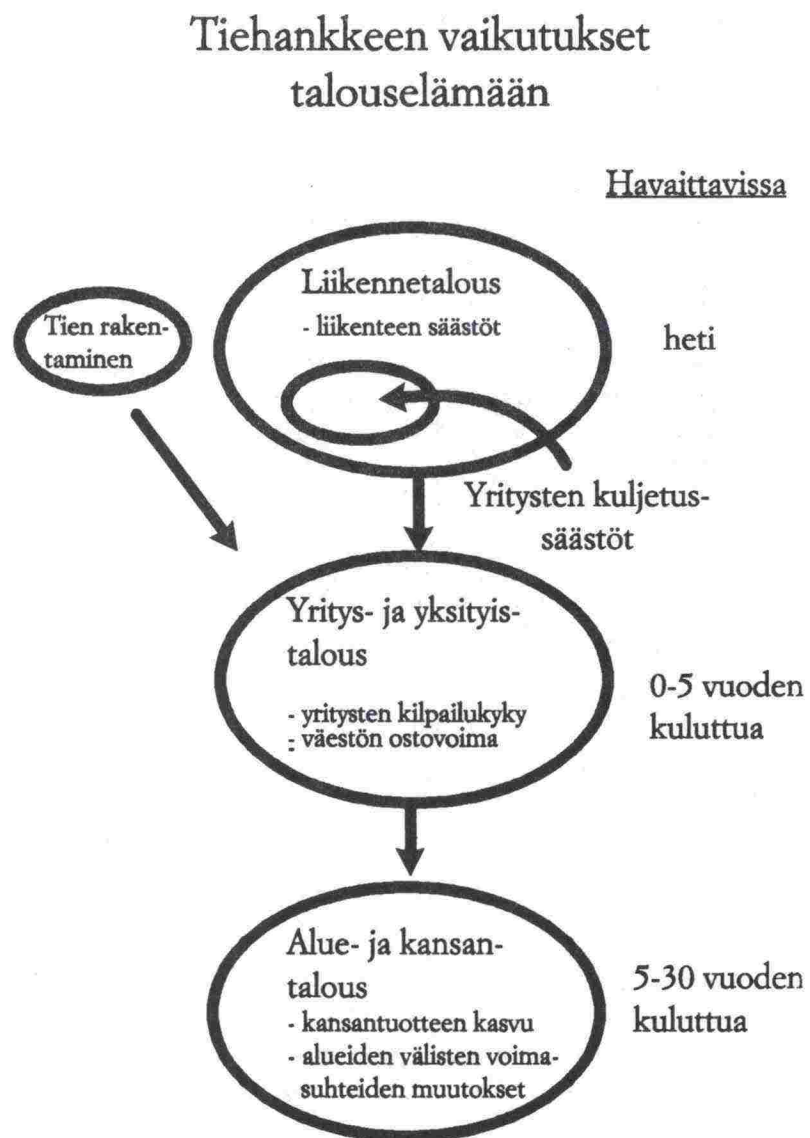 Tiehankkeen vaikutukset
talouselämään
Havaittavissa
Liikennetalous
- liikenteen säästöt
heti
Tien raken-
taminen
Yritysten kuljetus-
säästöt
Yritys- ja yksityis-
talous
- yritysten kilpailukyky
- väestön ostovoima
0-5 vuoden
kuluttua
Alue- ja kansan-
talous
- kansantuotteen kasvu
- alueiden välisten voima-
suhteiden muutokset
5-30 vuoden
kuluttua